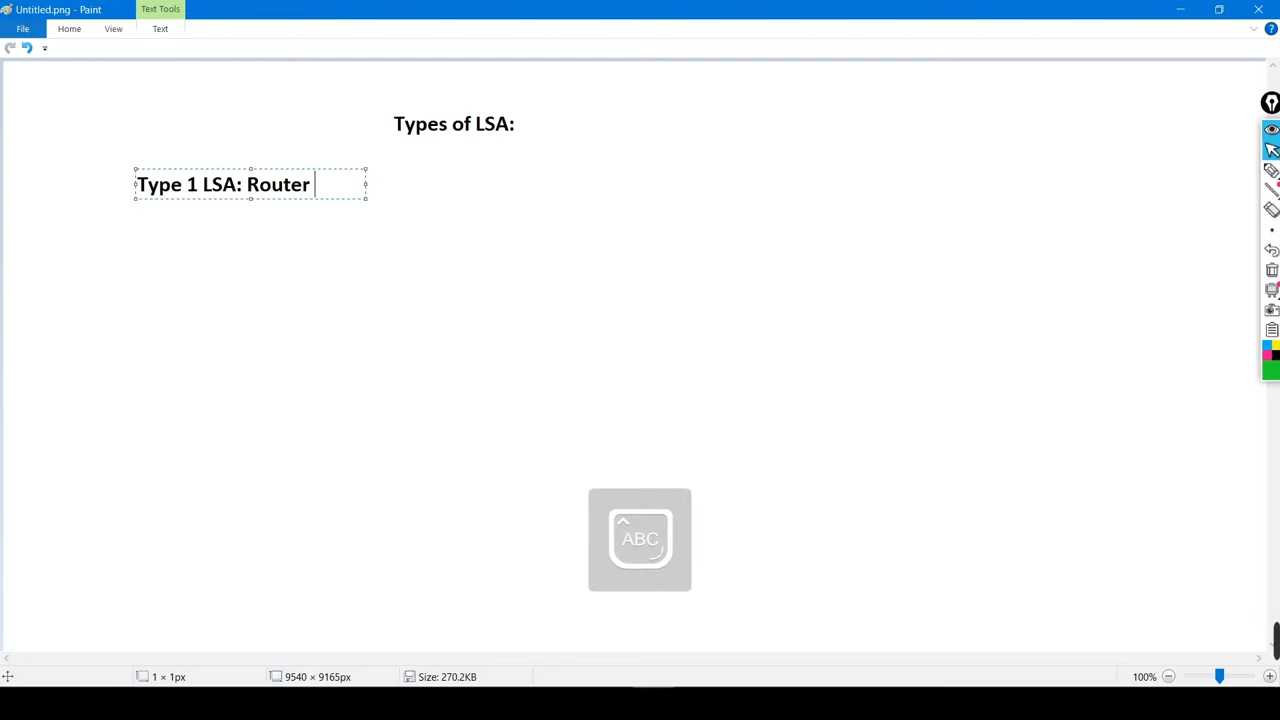 Untitled.png - Paint
Text Tools
File
Home
View
Text
Types of LSA:
Type 1 LSA: Router
ABC
1 × 1px
9540 × 9165px
Size: 270.2KB
100%